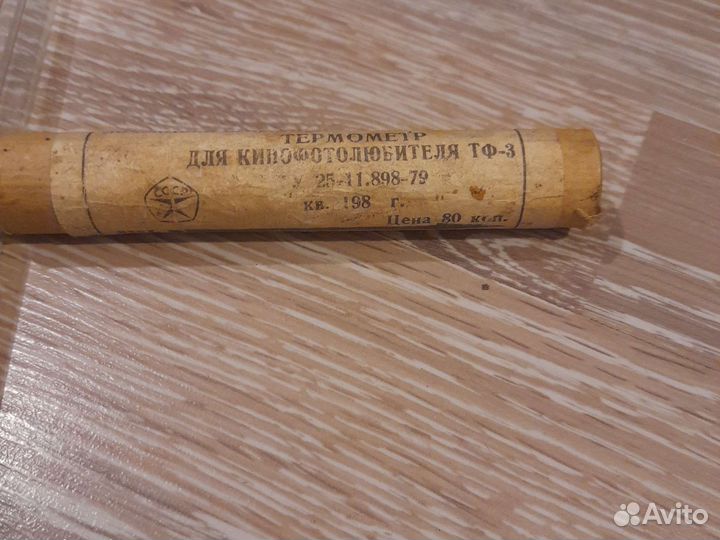 ТЕРМОМЕТР
ДЛЯ КИНОФОТОЛЮБИТЕЛЯ ТФ-3
У 25-11.898-79
кв. 198 г.
Цена 80 коп.
СССР
Avito